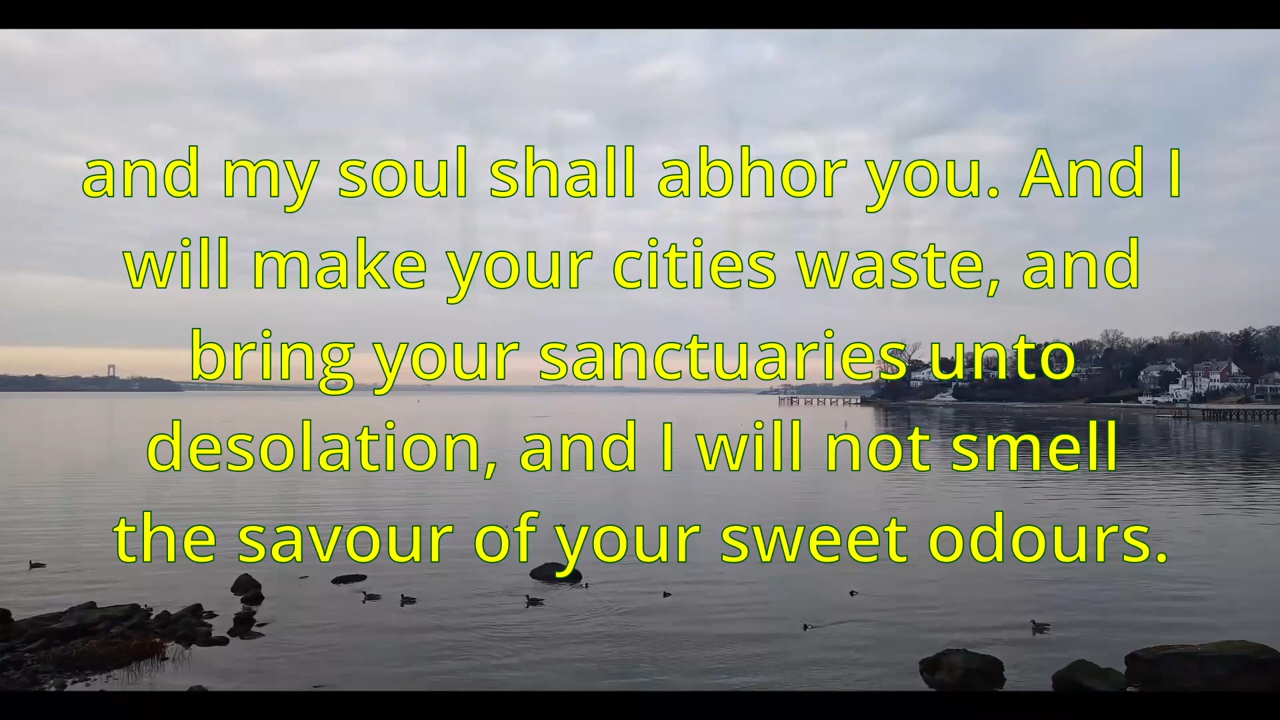 and my soul shall abhor you. And I
will make your cities waste, and
bring your sanctuaries unto
desolation, and I will not smell
the savour of your sweet odours.